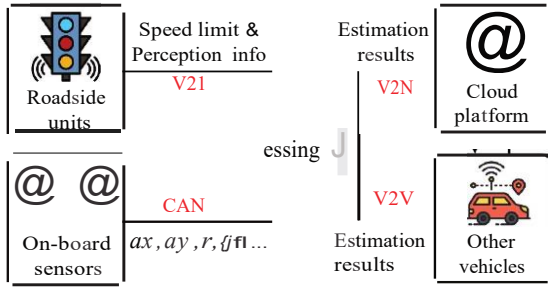 Speed limit &
Perception info
V21
Roadside
units
Estimation
results
V2N
@
Cloud
platform
essing J
@ @
On-board
sensors
CAN
ax, ay, r, {jfl ...
V2V
Estimation
results
Other
vehicles